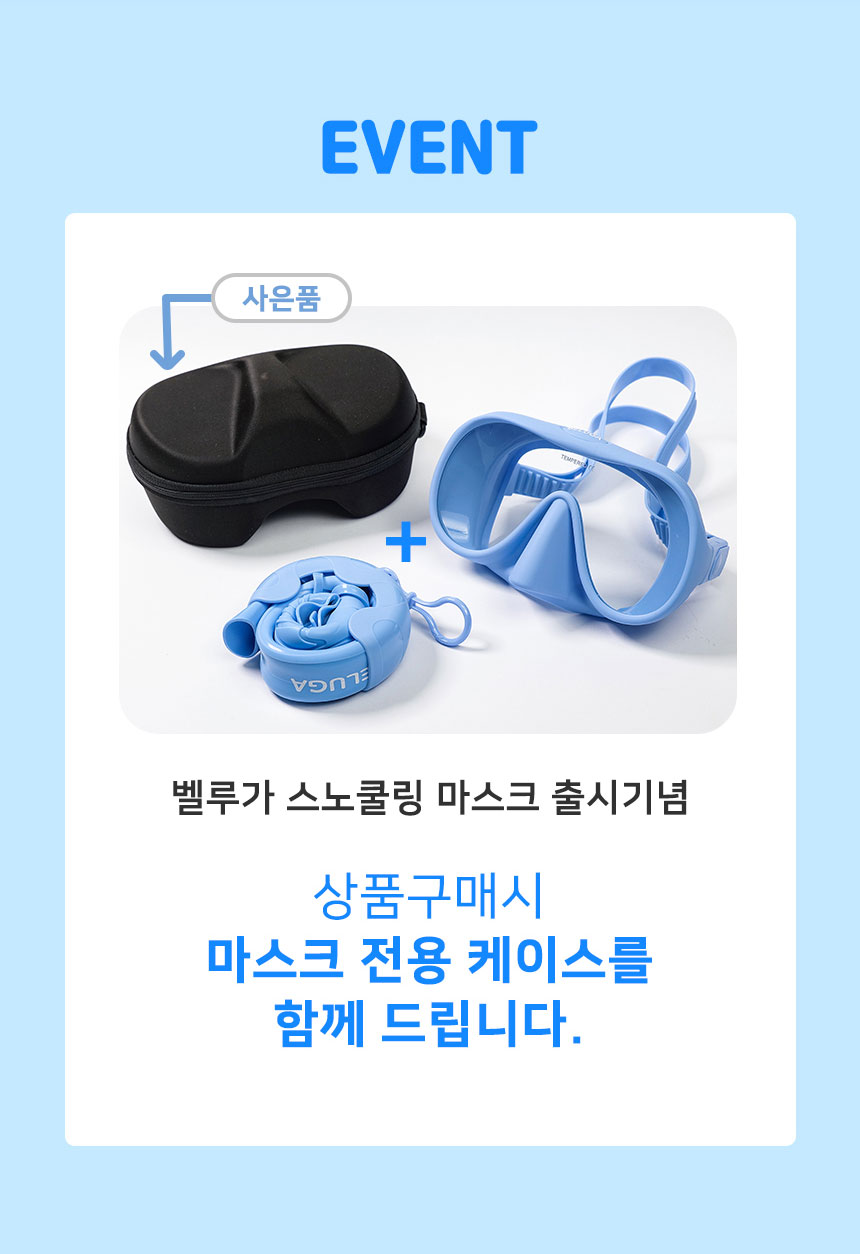 EVENT
사은품
TEMPERED
ELUGA
벨루가 스노쿨링 마스크 출시기념
상품구매시
마스크 전용 케이스를
함께 드립니다.